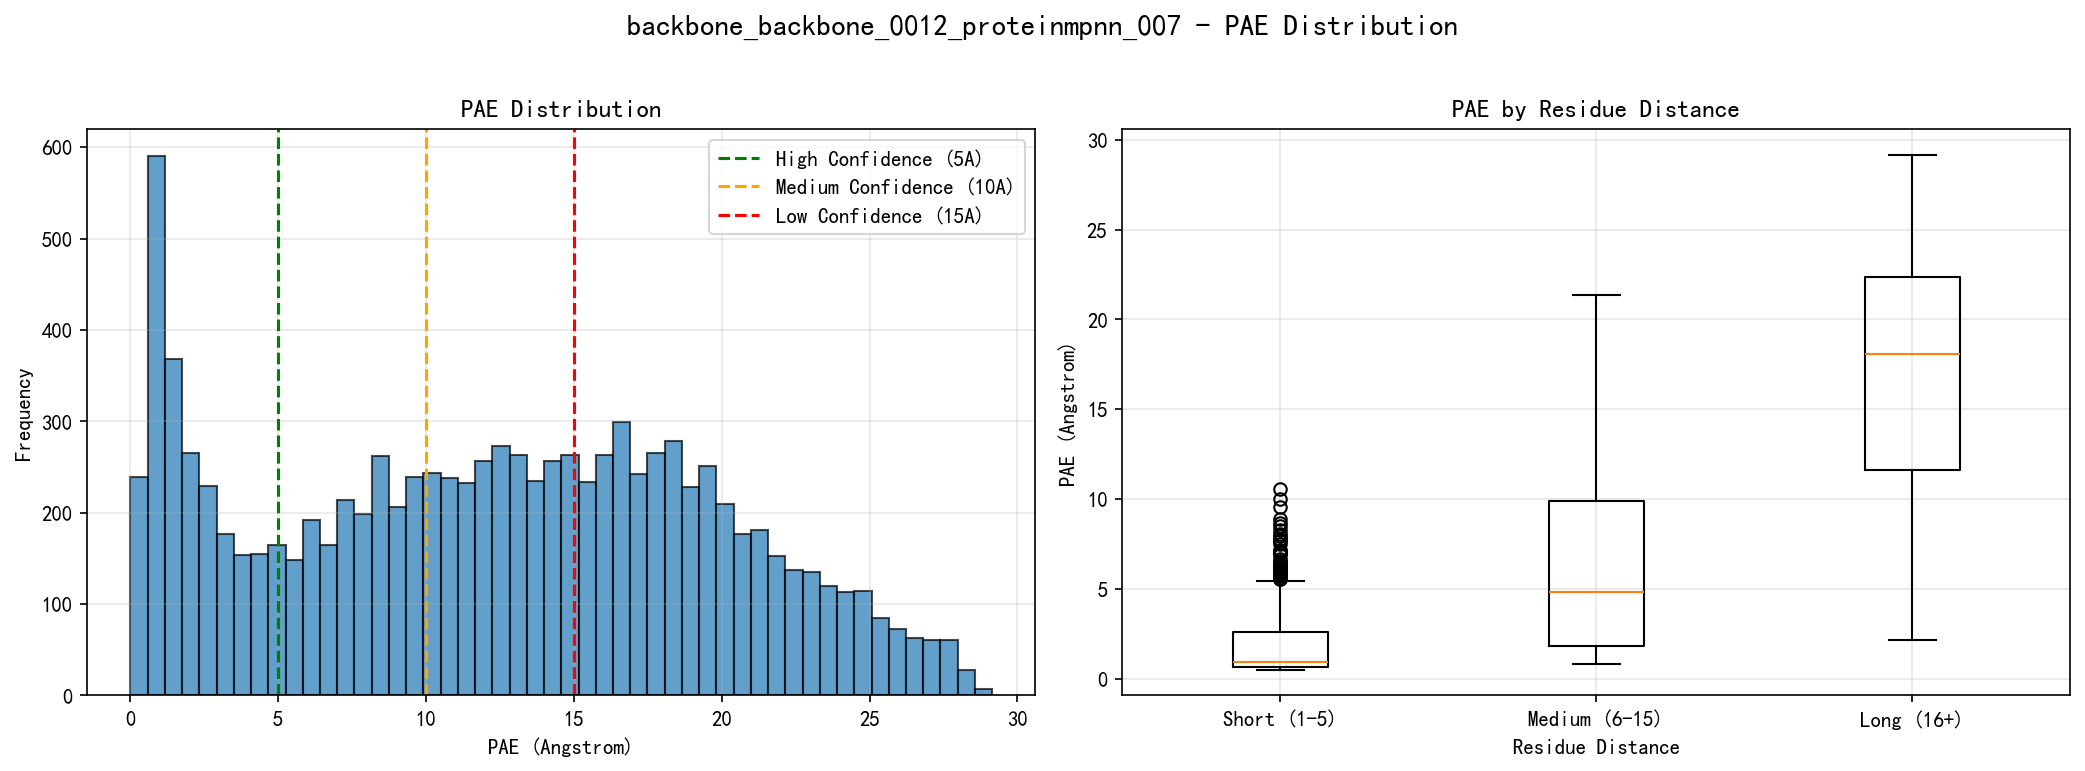 backbone_backbone_0012_proteinmpnn_007 - PAE Distribution
PAE Distribution
600
500
400
300
200
100
0
Frequency
High Confidence (5A)
Medium Confidence (10A)
Low Confidence (15A)
0 5 10 15 20 25 30
PAE (Angstrom)
PAE by Residue Distance
30
25
20
15
10
5
0
PAE (Angstrom)
Short (1-5) Medium (6-15) Long (16+)
Residue Distance